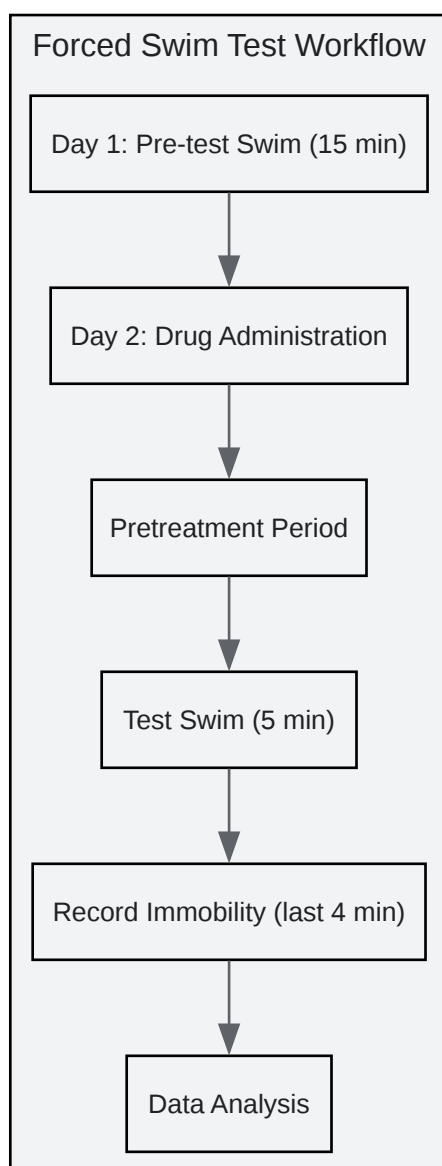 Forced Swim Test Workflow
Day 1: Pre-test Swim (15 min)
Day 2: Drug Administration
Pretreatment Period
Test Swim (5 min)
Record Immobility (last 4 min)
Data Analysis